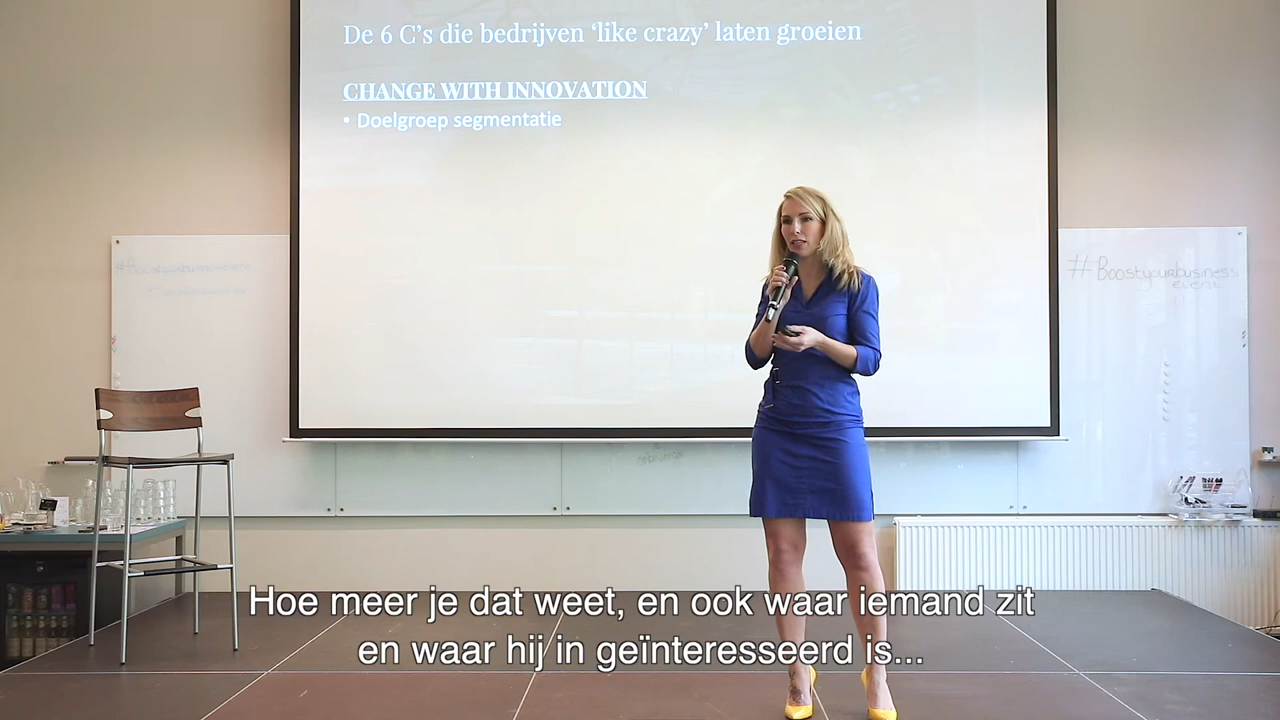 De 6 C's die bedrijven ‘like crazy’ laten groeien
CHANGE WITH INNOVATION
• Doelgroep segmentatie
#Boostyourbusiness
event
Hoe meer je dat weet, en ook waar iemand zit
en waar hij in geïnteresseerd is...